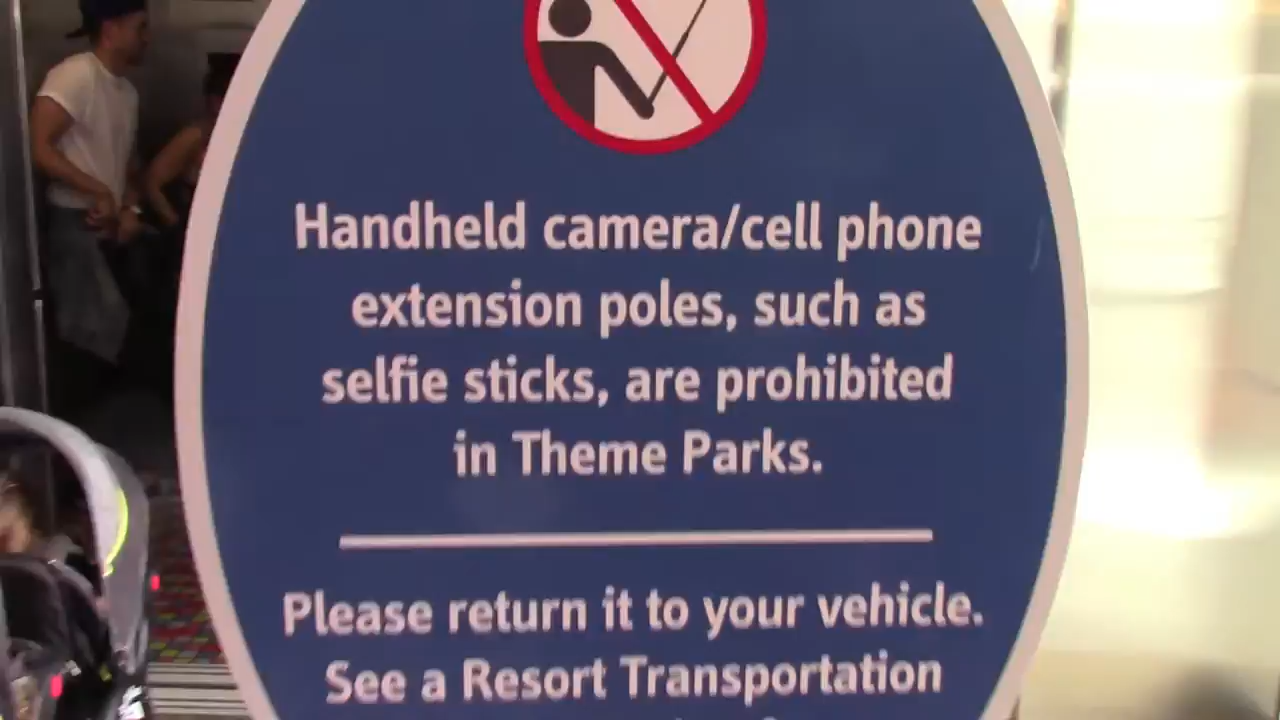 Handheld camera/cell phone
extension poles, such as
selfie sticks, are prohibited
in Theme Parks.
Please return it to your vehicle.
See a Resort Transportation